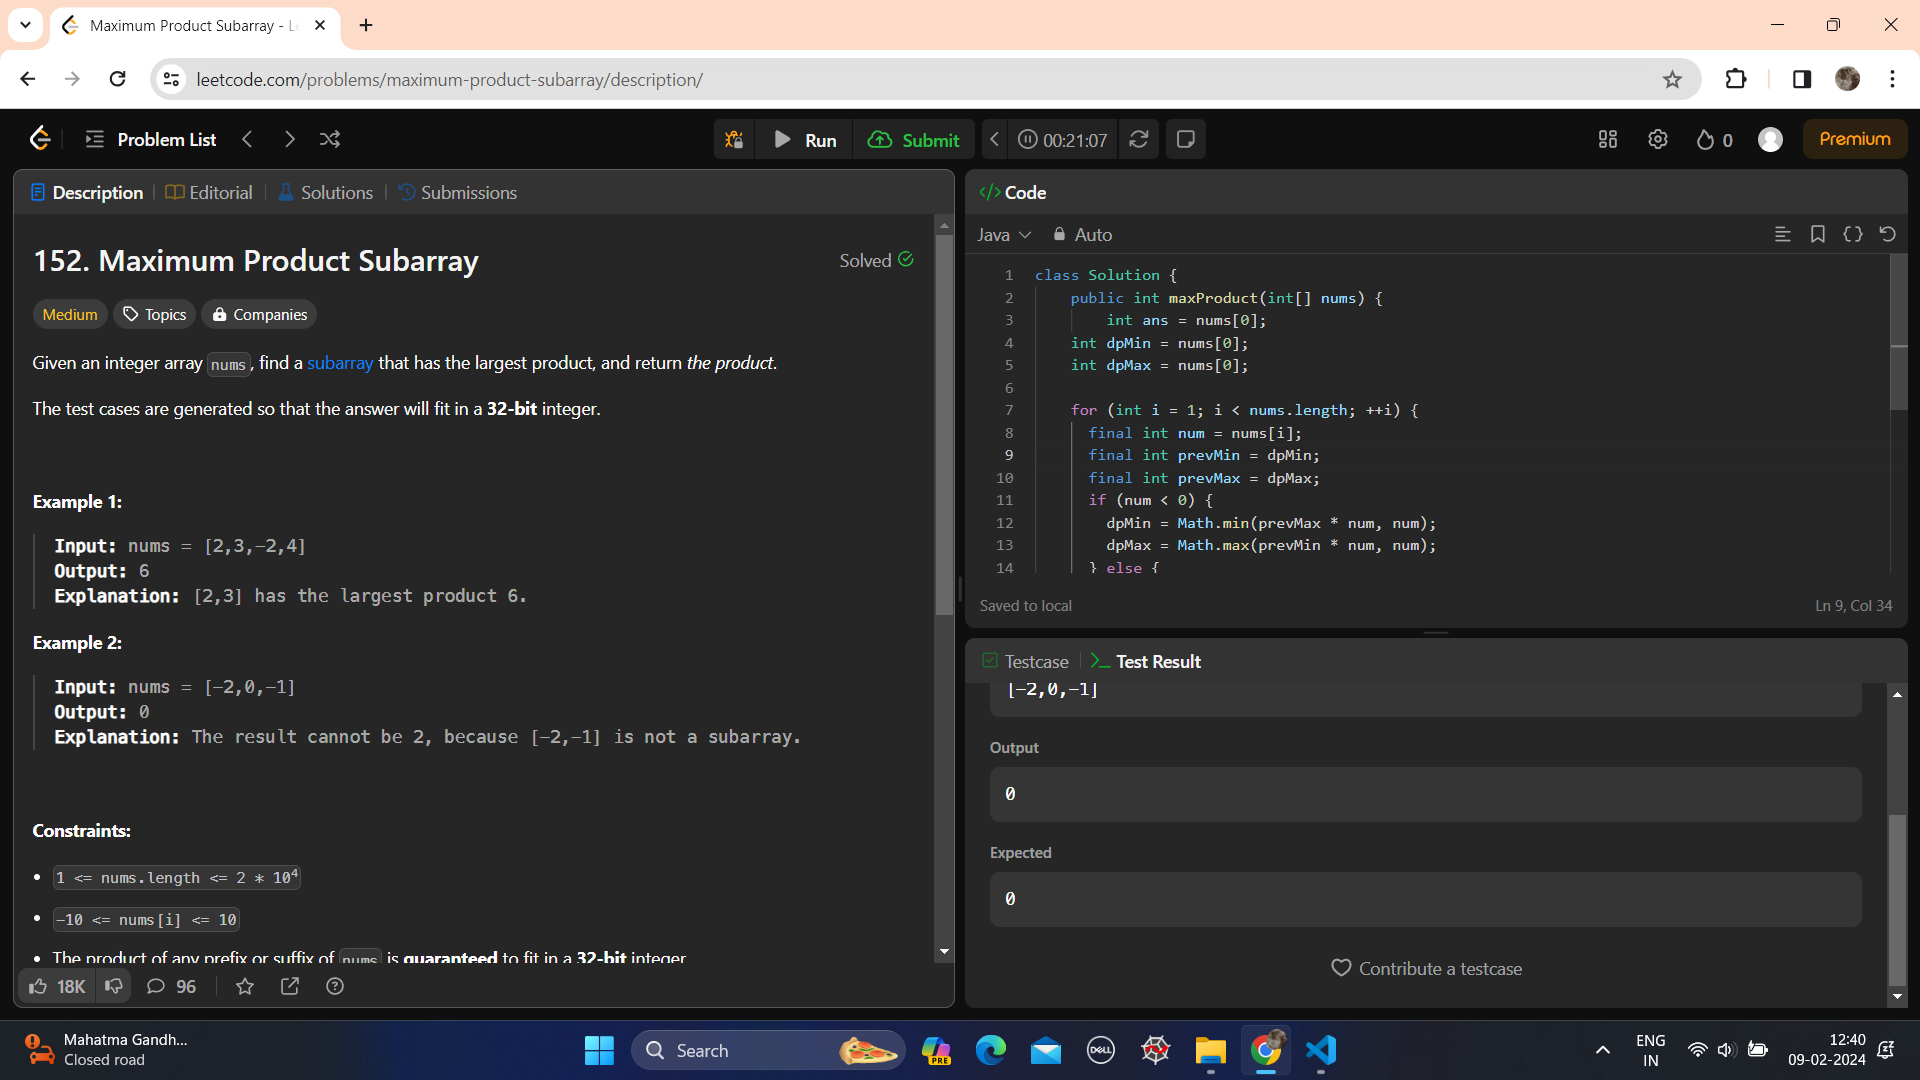 Maximum Product Subarray - L
leetcode.com/problems/maximum-product-subarray/description/
Problem List
Run
Submit
00:21:07
0
Premium
Description
Editorial
Solutions
Submissions
152. Maximum Product Subarray
Solved
Medium
Topics
Companies
Given an integer array nums, find a subarray that has the largest product, and return the product.
The test cases are generated so that the answer will fit in a 32-bit integer.
Example 1:
Input: nums = [2,3,-2,4]
Output: 6
Explanation: [2,3] has the largest product 6.
Example 2:
Input: nums = [-2,0,-1]
Output: 0
Explanation: The result cannot be 2, because [-2,-1] is not a subarray.
Constraints:
• 1 <= nums.length <= 2 * 10⁴
• -10 <= nums[i] <= 10
• The product of any prefix or suffix of nums is guaranteed to fit in a 32-bit integer
18K
96
Code
Java
Auto
1 class Solution {
2 public int maxProduct(int[] nums) {
3 int ans = nums[0];
4 int dpMin = nums[0];
5 int dpMax = nums[0];
6
7 for (int i = 1; i < nums.length; ++i) {
8 final int num = nums[i];
9 final int prevMin = dpMin;
10 final int prevMax = dpMax;
11 if (num < 0) {
12 dpMin = Math.min(prevMax * num, num);
13 dpMax = Math.max(prevMin * num, num);
14 } else {
Saved to local
Ln 9, Col 34
Testcase
Test Result
[-2,0,-1]
Output
0
Expected
0
Contribute a testcase
Mahatma Gandh...
Closed road
Search
PRE
DELL
ENG
IN
12:40
09-02-2024